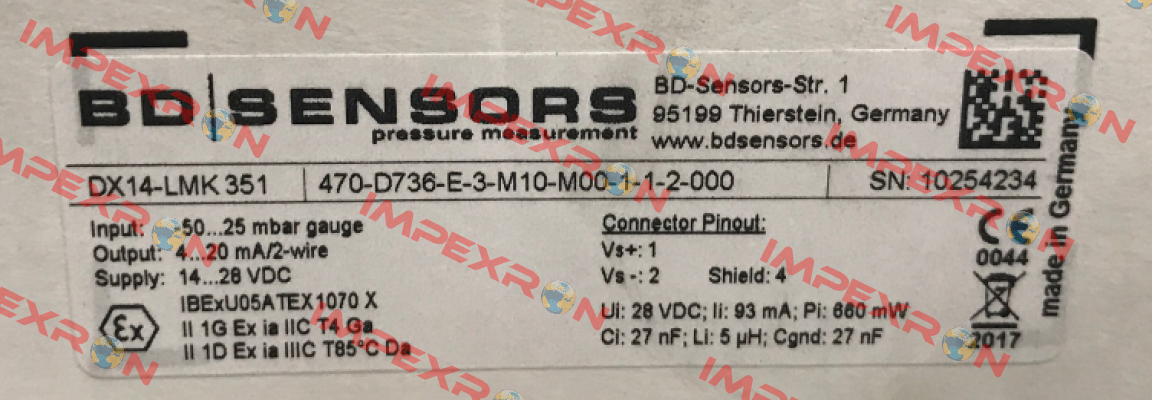 BD SENSORS
pressure measurement
BD-Sensors-Str. 1
95199 Thierstein, Germany
www.bdsensors.de
DX14-LMK 351 470-D736-E-3-M10-M00-1-1-2-000 SN: 10254234
Input: -50...25 mbar gauge
Output: 4...20 mA/2-wire
Supply: 14...28 VDC
Ex
IBExU05ATEX1070 X
II 1G Ex ia IIC T4 Ga
II 1D Ex ia IIIC T85°C Da
Connector Pinout:
Vs+: 1
Vs -: 2 Shield: 4
Ui: 28 VDC; Ii: 93 mA; Pi: 660 mW
Ci: 27 nF; Li: 5 µH; Cgnd: 27 nF
CE
0044
2017
made in Germany
IMPEXRON